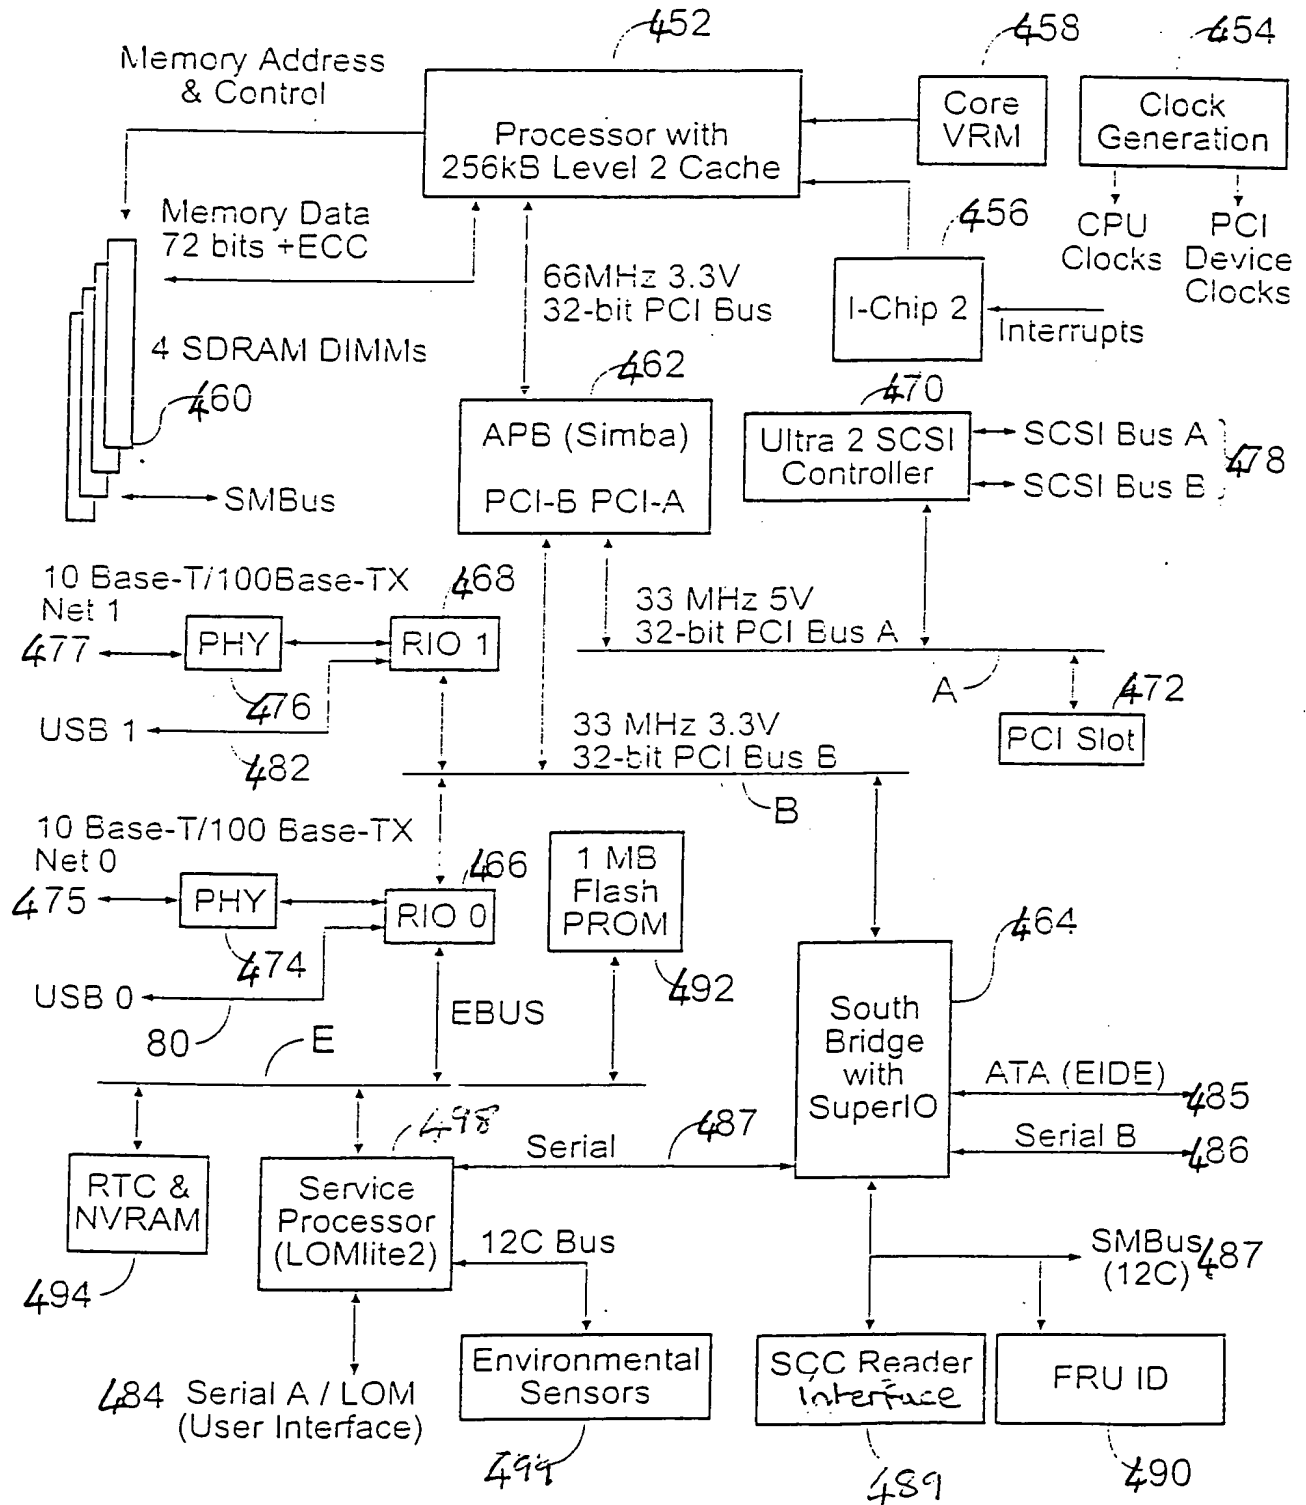 452
458
454
Memory Address
& Control
Processor with
256kB Level 2 Cache
Core
VRM
Clock
Generation
456
CPU
Clocks
PCI
Device
Clocks
Memory Data
72 bits +ECC
66MHz 3.3V
32-bit PCI Bus
I-Chip 2
Interrupts
4 SDRAM DIMMs
460
462
470
APB (Simba)
PCI-B PCI-A
Ultra 2 SCSI
Controller
SCSI Bus A
SCSI Bus B
478
SMBus
10 Base-T/100Base-TX
Net 1
468
477
PHY
RIO 1
476
33 MHz 5V
32-bit PCI Bus A
A
472
PCI Slot
USB 1
482
33 MHz 3.3V
32-bit PCI Bus B
B
10 Base-T/100 Base-TX
Net 0
466
475
PHY
RIO 0
474
1 MB
Flash
PROM
492
464
USB 0
80
EBUS
E
South
Bridge
with
SuperIO
ATA (EIDE)
485
Serial B
486
498
Serial
487
RTC &
NVRAM
494
Service
Processor
(LOMlite2)
12C Bus
SMBus
(12C)
487
484
Serial A / LOM
(User Interface)
Environmental
Sensors
499
SCC Reader
Interface
489
FRU ID
490